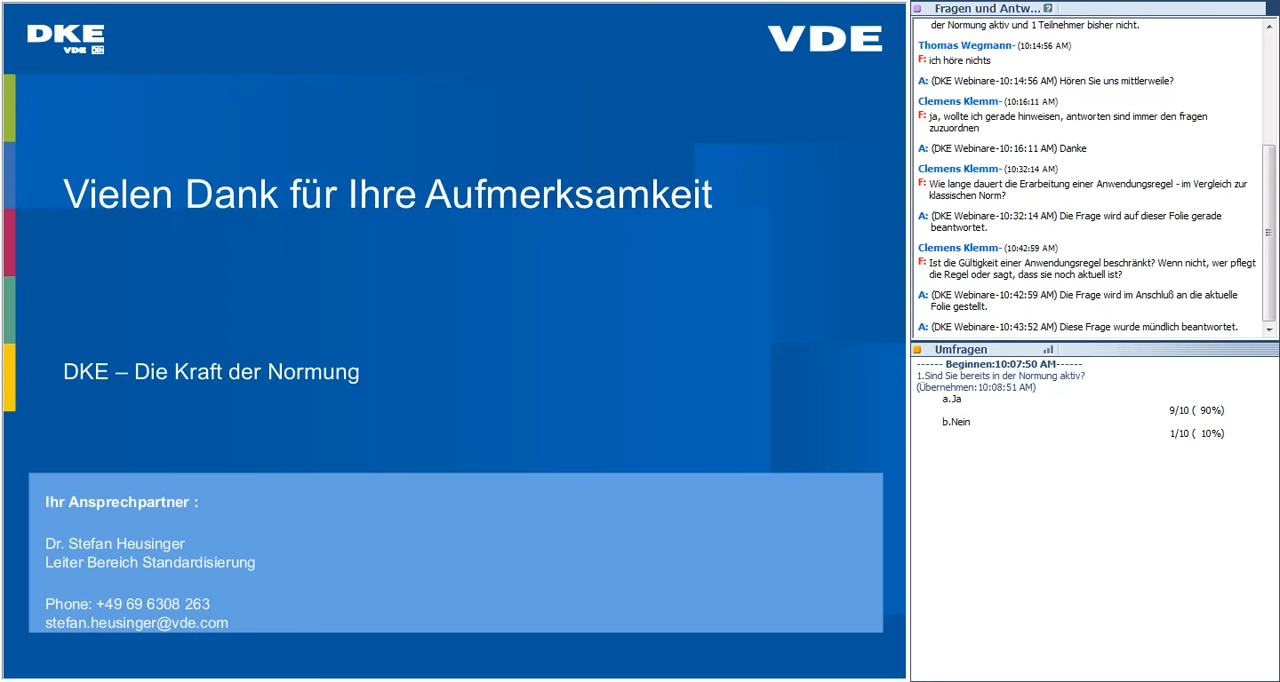 DKE
VDE DIN
VDE
Vielen Dank für Ihre Aufmerksamkeit
DKE – Die Kraft der Normung
Ihr Ansprechpartner :
Dr. Stefan Heusinger
Leiter Bereich Standardisierung
Phone: +49 69 6308 263
stefan.heusinger@vde.com
Fragen und Antw... ?
der Normung aktiv und 1 Teilnehmer bisher nicht.
Thomas Wegmann- (10:14:56 AM)
F: ich höre nichts
A: (DKE Webinare-10:14:56 AM) Hören Sie uns mittlerweile?
Clemens Klemm- (10:16:11 AM)
F: ja, wollte ich gerade hinweisen, antworten sind immer den fragen
zuzuordnen
A: (DKE Webinare-10:16:11 AM) Danke
Clemens Klemm- (10:32:14 AM)
F: Wie lange dauert die Erarbeitung einer Anwendungsregel - im Vergleich zur
klassischen Norm?
A: (DKE Webinare-10:32:14 AM) Die Frage wird auf dieser Folie gerade
beantwortet.
Clemens Klemm- (10:42:59 AM)
F: Ist die Gültigkeit einer Anwendungsregel beschränkt? Wenn nicht, wer pflegt
die Regel oder sagt, dass sie noch aktuell ist?
A: (DKE Webinare-10:42:59 AM) Die Frage wird im Anschluß an die aktuelle
Folie gestellt.
A: (DKE Webinare-10:43:52 AM) Diese Frage wurde mündlich beantwortet.
Umfragen
------ Beginnen:10:07:50 AM------
1.Sind Sie bereits in der Normung aktiv?
(Übernehmen:10:08:51 AM)
a.Ja
9/10 ( 90%)
b.Nein
1/10 ( 10%)